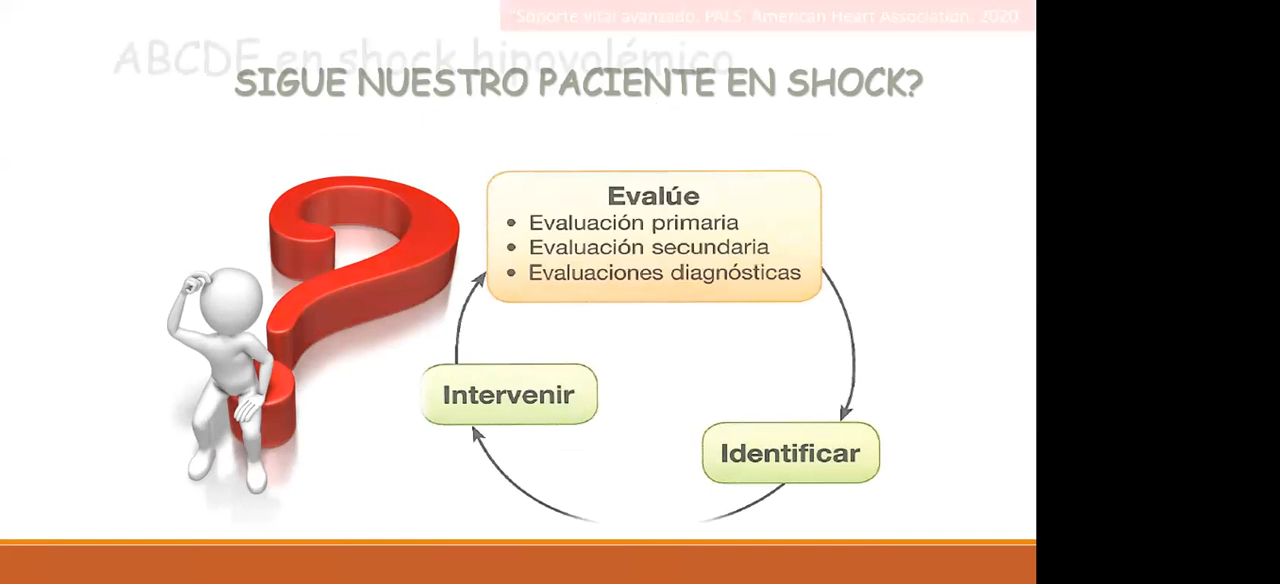 "Soporte vital avanzado. PALS. American Heart Association. 2020
ABCDE en shock hipovolémico
SIGUE NUESTRO PACIENTE EN SHOCK?
Evalúe
• Evaluación primaria
• Evaluación secundaria
• Evaluaciones diagnósticas
Intervenir
Identificar